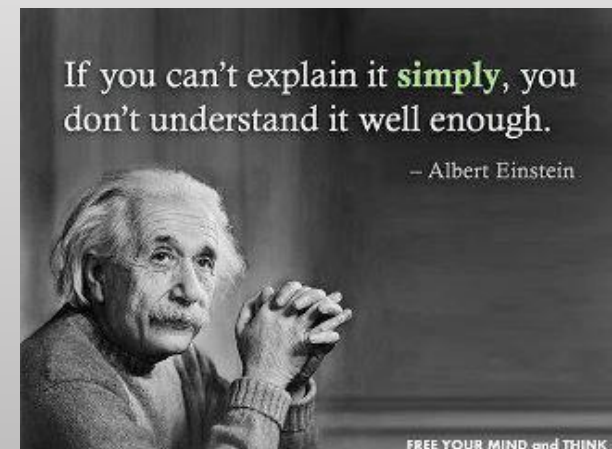 If you can't explain it simply, you
don't understand it well enough.
– Albert Einstein
FREE YOUR MIND and THINK